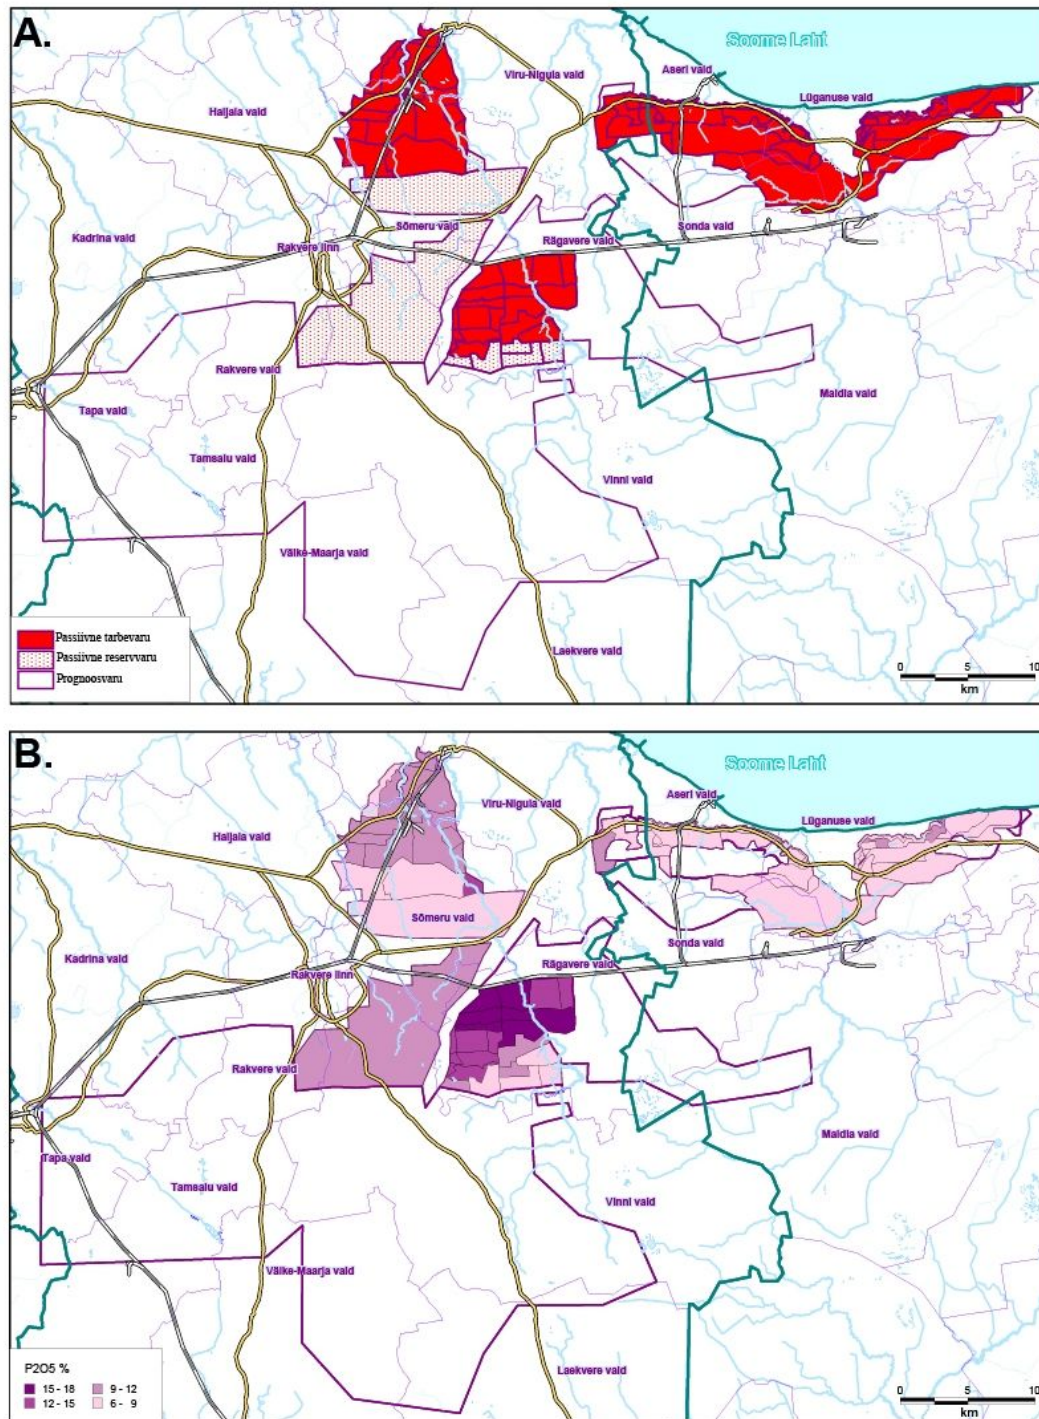 A.
Soome Laht
Aseri vald
Viru-Nigula vald
Lüganuse vald
Haljala vald
Sõmeru vald
Sonda vald
Kadrina vald
Rakvere linn
Rägavere vald
Rakvere vald
Maidla vald
Tapa vald
Tamsalu vald
Vinni vald
Väike-Maarja vald
Passiivne tarbevaru
Passiivne reservvaru
Prognoosvaru
Laekvere vald
0 5 10
km
B.
Soome Laht
Aseri vald
Viru-Nigula vald
Lüganuse vald
Haljala vald
Sõmeru vald
Sonda vald
Kadrina vald
Rägavere vald
Rakvere linn
Rakvere vald
Maidla vald
Tapa vald
Tamsalu vald
Vinni vald
Väike-Maarja vald
Laekvere vald
P2O5 %
15 - 18 9 - 12
12 - 15 6 - 9
0 5 10
km